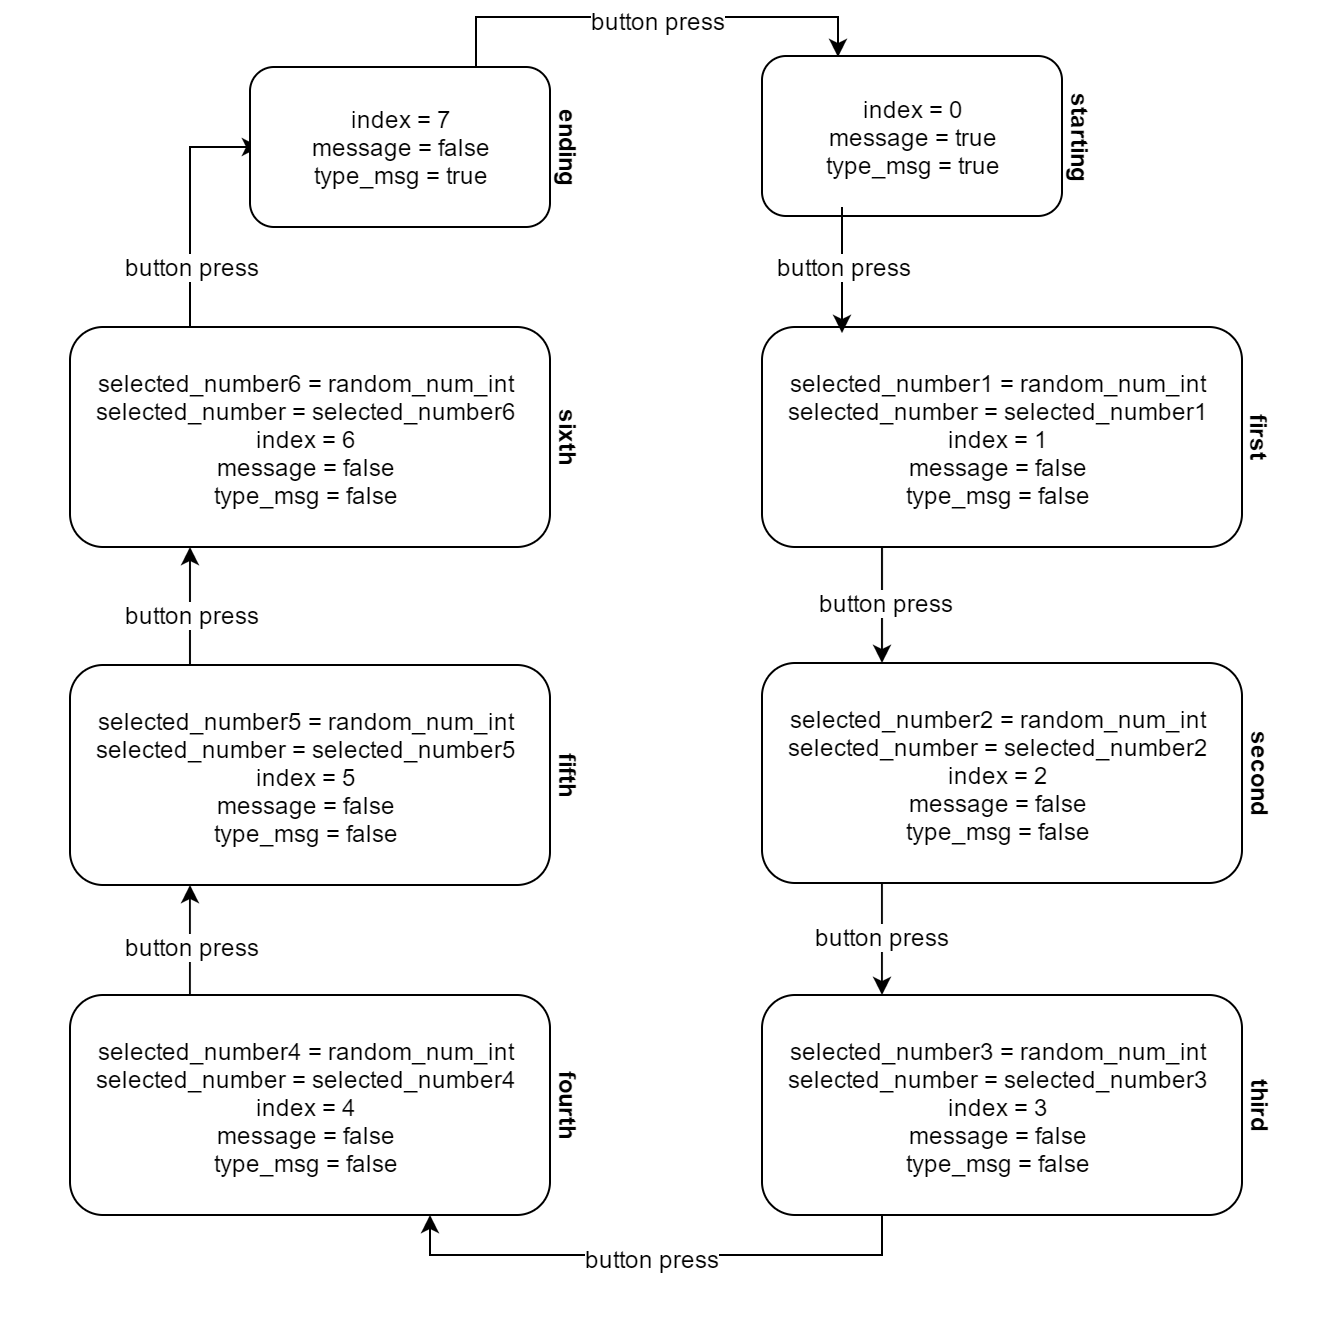 button press
index = 0
message = true
type_msg = true
starting
button press
selected_number1 = random_num_int
selected_number = selected_number1
index = 1
message = false
type_msg = false
first
button press
selected_number2 = random_num_int
selected_number = selected_number2
index = 2
message = false
type_msg = false
second
button press
selected_number3 = random_num_int
selected_number = selected_number3
index = 3
message = false
type_msg = false
third
button press
selected_number4 = random_num_int
selected_number = selected_number4
index = 4
message = false
type_msg = false
fourth
button press
selected_number5 = random_num_int
selected_number = selected_number5
index = 5
message = false
type_msg = false
fifth
button press
selected_number6 = random_num_int
selected_number = selected_number6
index = 6
message = false
type_msg = false
sixth
button press
index = 7
message = false
type_msg = true
ending